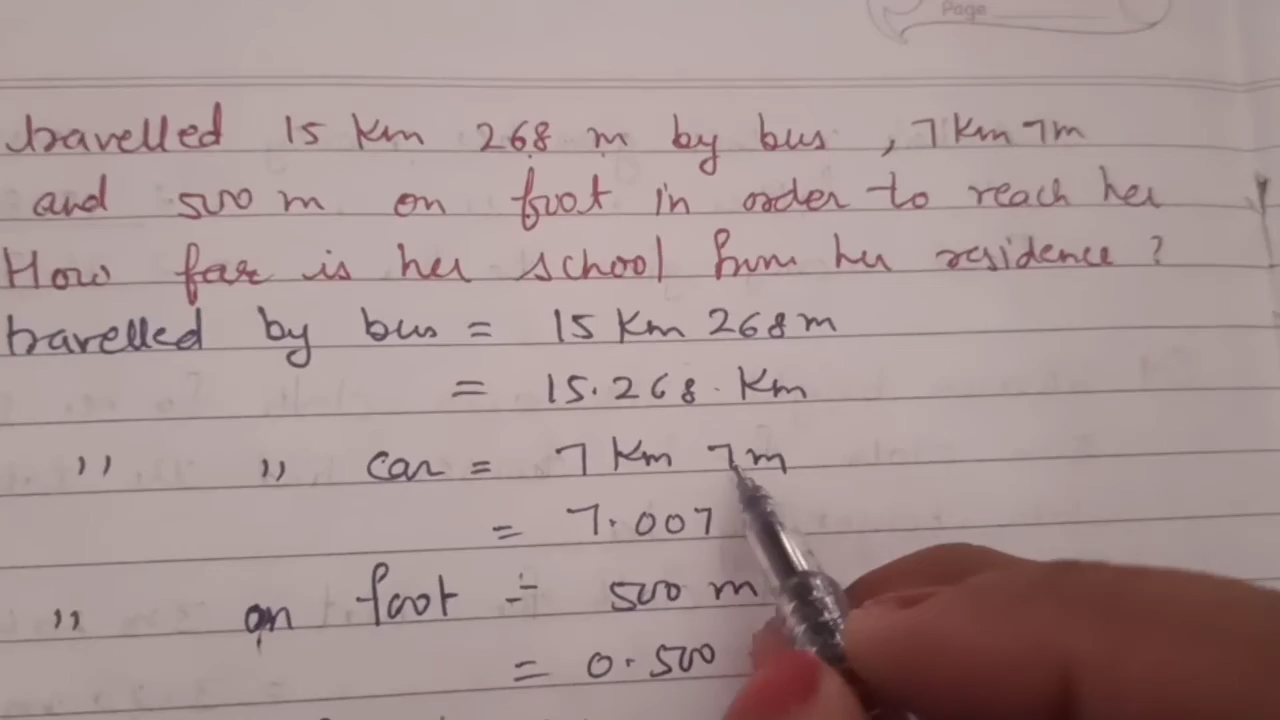 Page
travelled 15 Km 268 m by bus, 7 Km 7m
and 500 m on foot in order to reach her
How far is her school from her residence?
travelled by bus = 15 Km 268m
= 15.268. Km
" " car = 7 Km 7m
= 7.007
" on foot = 500 m
= 0.500